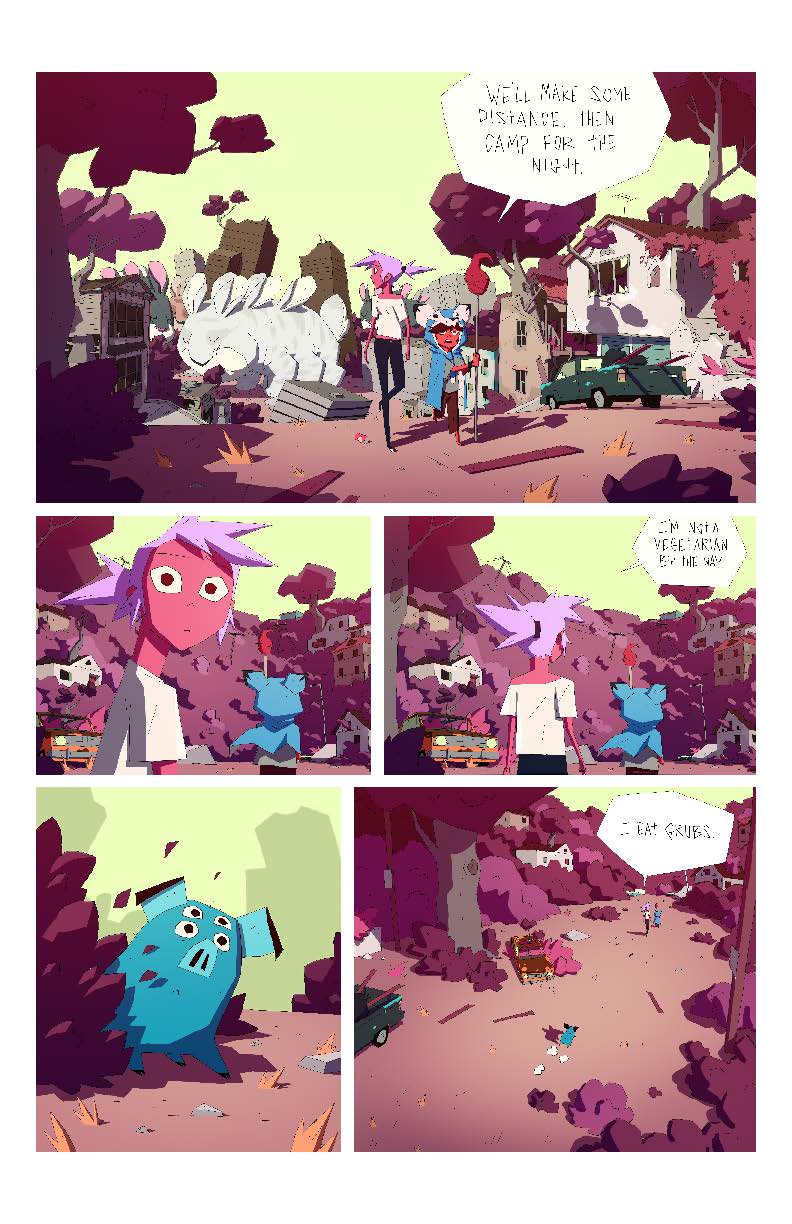 WE'LL MAKE SOME
DISTANCE. THEN
CAMP FOR THE
NIGHT.
I'M NOT A
VEGETARIAN
BY THE WAY
I EAT GRUBS.